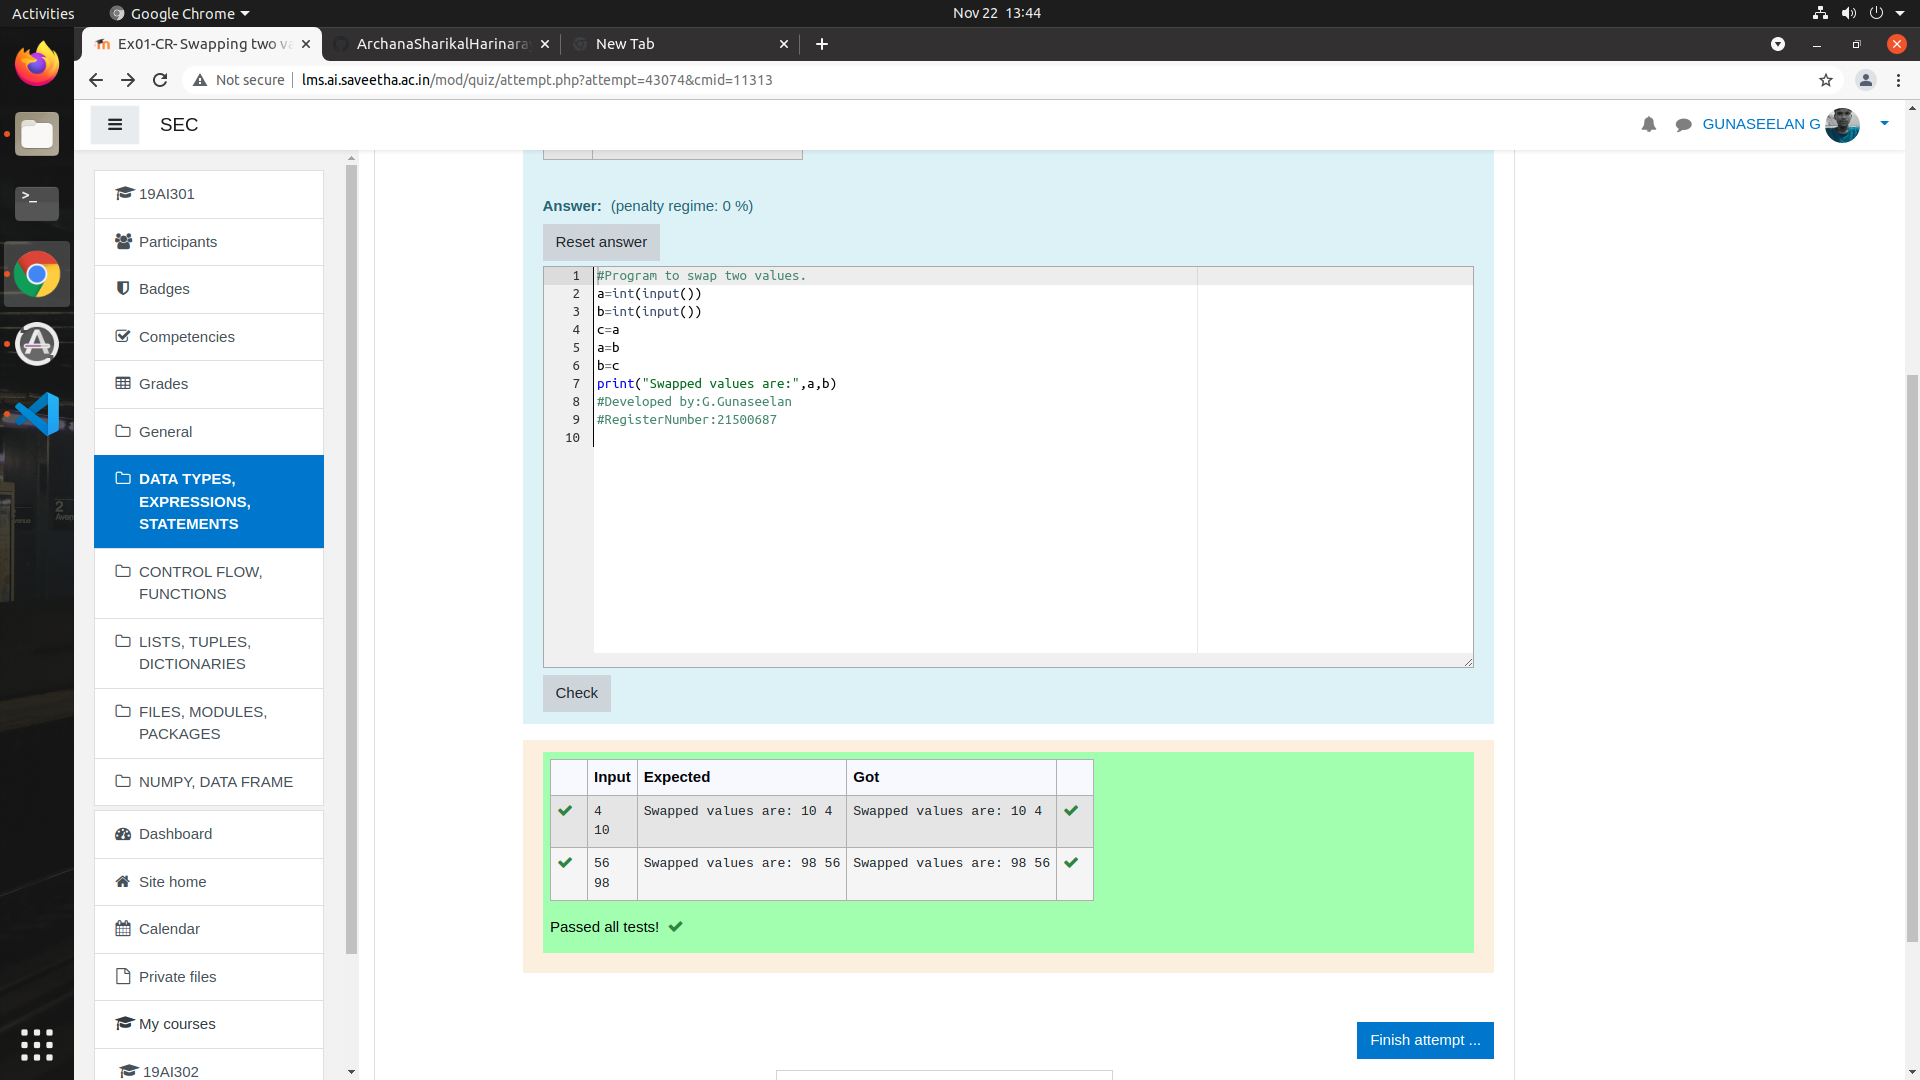 Activities
Google Chrome
Nov 22 13:44
Ex01-CR- Swapping two va
ArchanaSharikalHarinara
New Tab
Not secure
lms.ai.saveetha.ac.in/mod/quiz/attempt.php?attempt=43074&cmid=11313
SEC
GUNASEELAN G
19AI301
Participants
Badges
Competencies
Grades
General
DATA TYPES,
EXPRESSIONS,
STATEMENTS
CONTROL FLOW,
FUNCTIONS
LISTS, TUPLES,
DICTIONARIES
FILES, MODULES,
PACKAGES
NUMPY, DATA FRAME
Dashboard
Site home
Calendar
Private files
My courses
19AI302
Answer: (penalty regime: 0 %)
Reset answer
1 #Program to swap two values.
2 a=int(input())
3 b=int(input())
4 c=a
5 a=b
6 b=c
7 print("Swapped values are:",a,b)
8 #Developed by:G.Gunaseelan
9 #RegisterNumber:21500687
10
Check
Input Expected Got
4 Swapped values are: 10 4 Swapped values are: 10 4
10
56 Swapped values are: 98 56 Swapped values are: 98 56
98
Passed all tests!
Finish attempt ...